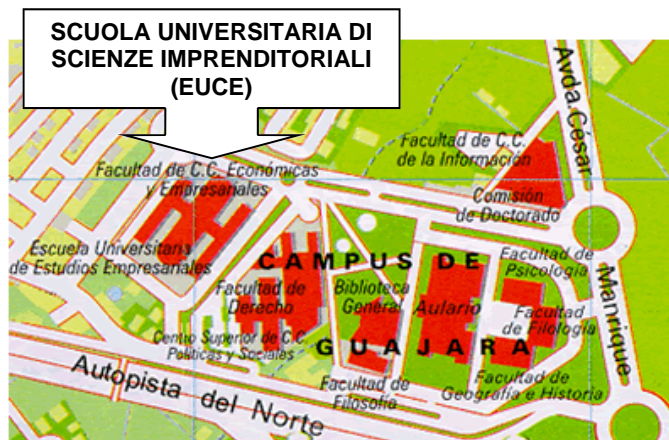 SCUOLA UNIVERSITARIA DI
SCIENZE IMPRENDITORIALI
(EUCE)
Avda. César
Manrique
Facultad de C.C.
de la Información
Facultad de C.C. Económicas
y Empresariales
Comisión
de Doctorado
Escuela Universitaria
de Estudios Empresariales
CAMPUS DE
GUAJARA
Facultad de
Psicología
Facultad de
Derecho
Biblioteca
General
Aulario
Facultad
de Filología
Centro Superior de C.C.
Políticas y Sociales
Facultad de
Filosofía
Facultad de
Geografía e Historia
Autopista del Norte